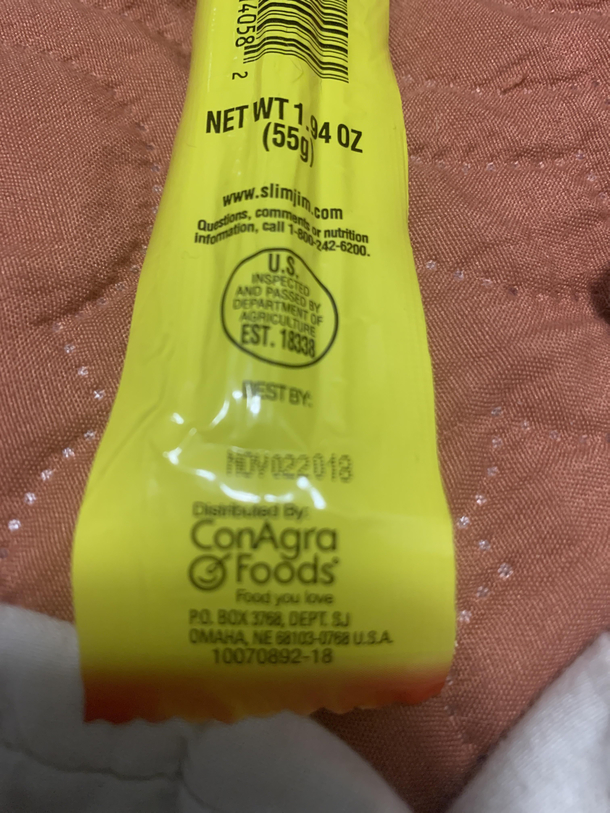 4058 2
NET WT 1.94 OZ
(55g)
www.slimjim.com
Questions, comments or nutrition
information, call 1-800-242-6200.
U.S.
INSPECTED
AND PASSED BY
DEPARTMENT OF
AGRICULTURE
EST. 18338
BEST BY:
NOV022018
Distributed By:
ConAgra
Foods®
Food you love
P.O. BOX 3768, DEPT. SJ
OMAHA, NE 68103-0768 U.S.A.
10070892-18